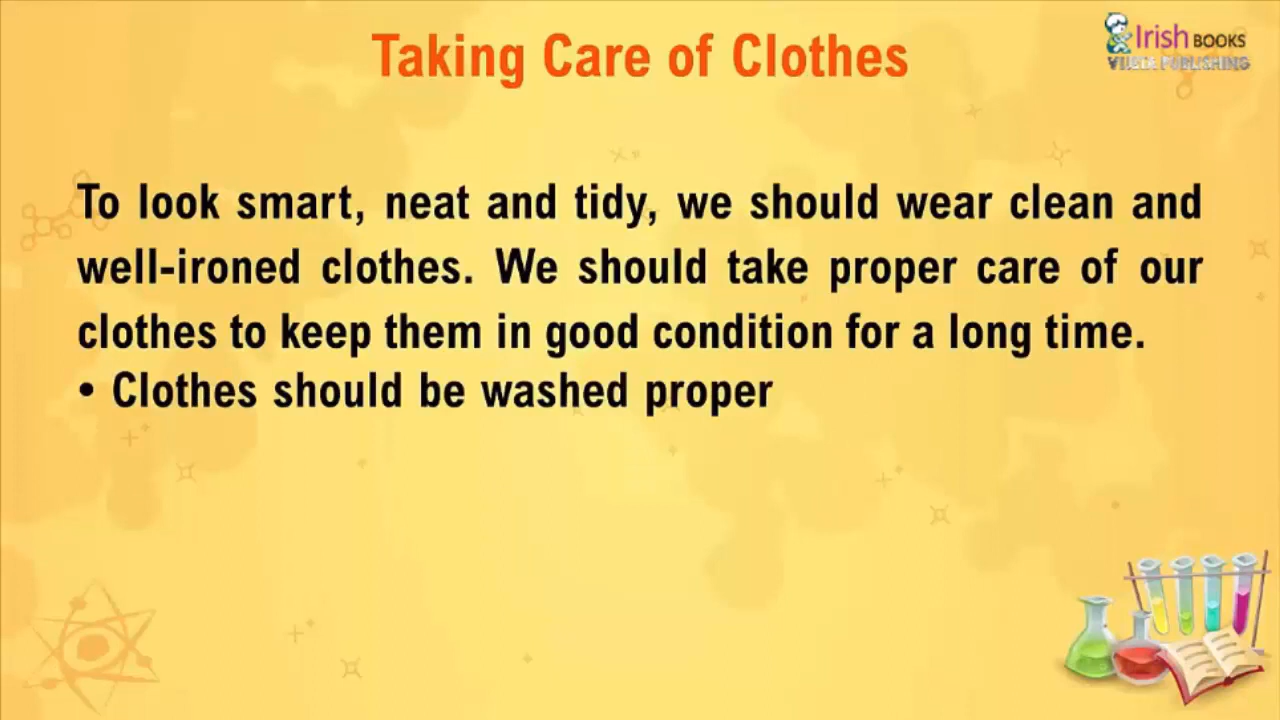 Taking Care of Clothes
Irish BOOKS
PUBLISHING
To look smart, neat and tidy, we should wear clean and
well-ironed clothes. We should take proper care of our
clothes to keep them in good condition for a long time.
• Clothes should be washed proper